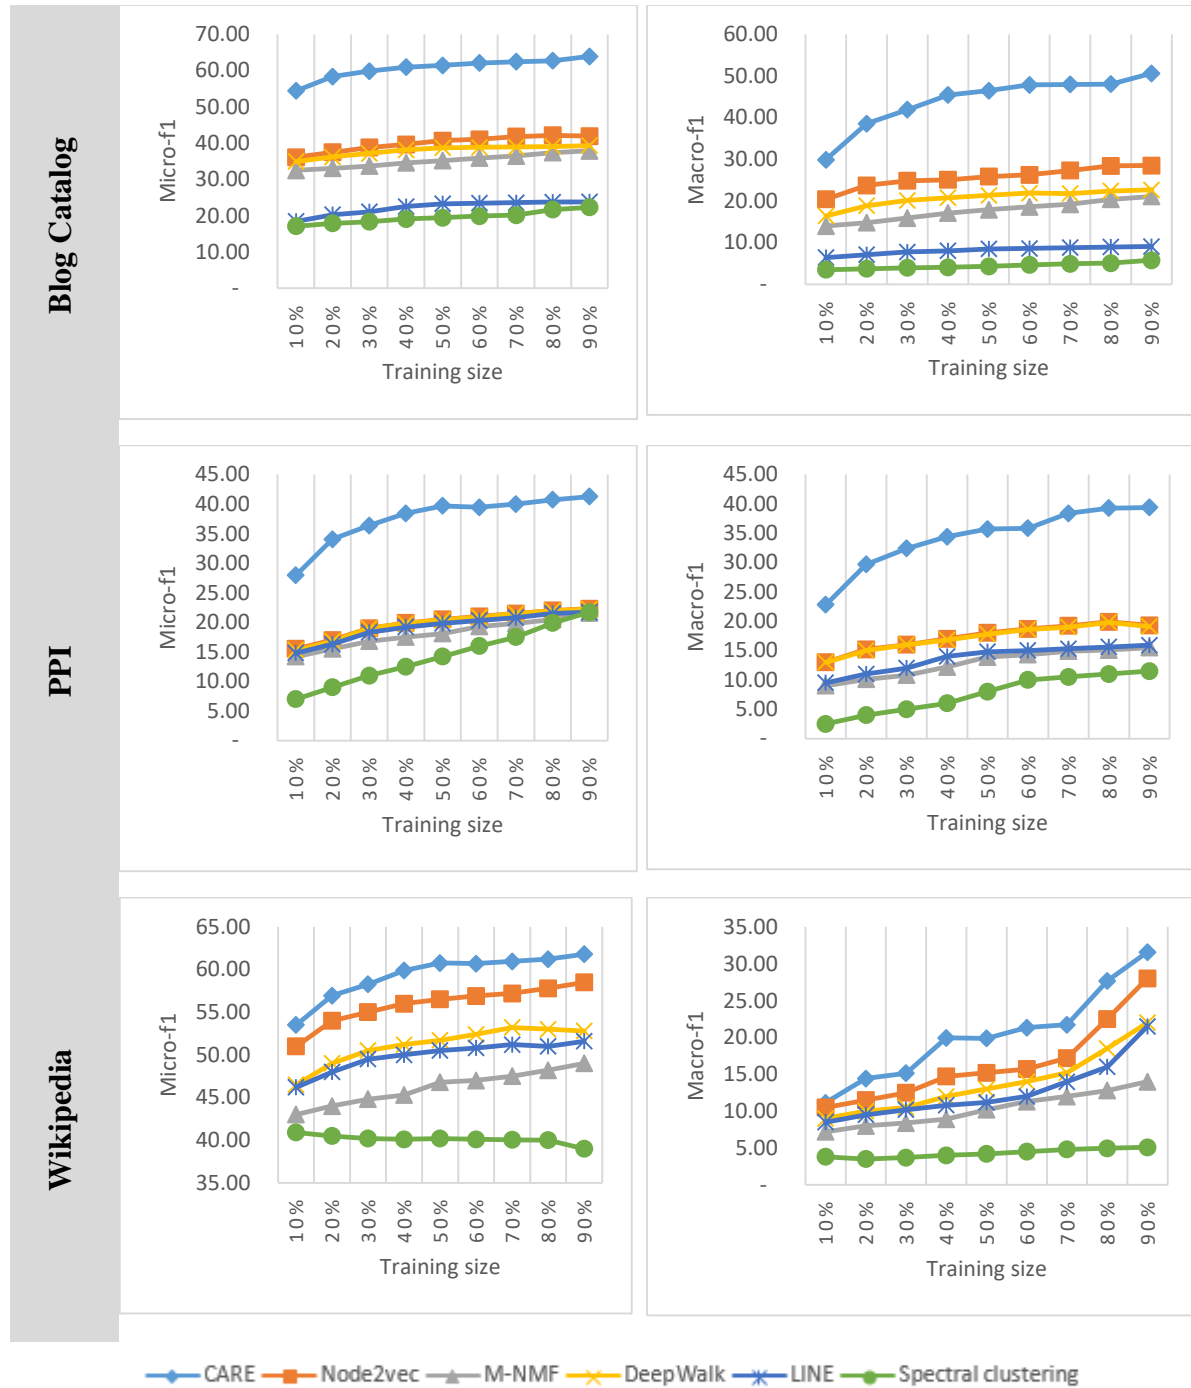 Blog Catalog
70.00
60.00
50.00
40.00
30.00
20.00
10.00
-
Micro-f1
10% 20% 30% 40% 50% 60% 70% 80% 90%
Training size
60.00
50.00
40.00
30.00
20.00
10.00
-
Macro-f1
10% 20% 30% 40% 50% 60% 70% 80% 90%
Training size
PPI
45.00
40.00
35.00
30.00
25.00
20.00
15.00
10.00
5.00
-
Micro-f1
10% 20% 30% 40% 50% 60% 70% 80% 90%
Training size
45.00
40.00
35.00
30.00
25.00
20.00
15.00
10.00
5.00
-
Macro-f1
10% 20% 30% 40% 50% 60% 70% 80% 90%
Training size
Wikipedia
65.00
60.00
55.00
50.00
45.00
40.00
35.00
Micro-f1
10% 20% 30% 40% 50% 60% 70% 80% 90%
Training size
35.00
30.00
25.00
20.00
15.00
10.00
5.00
-
Macro-f1
10% 20% 30% 40% 50% 60% 70% 80% 90%
Training size
CARE Node2vec M-NMF DeepWalk LINE Spectral clustering